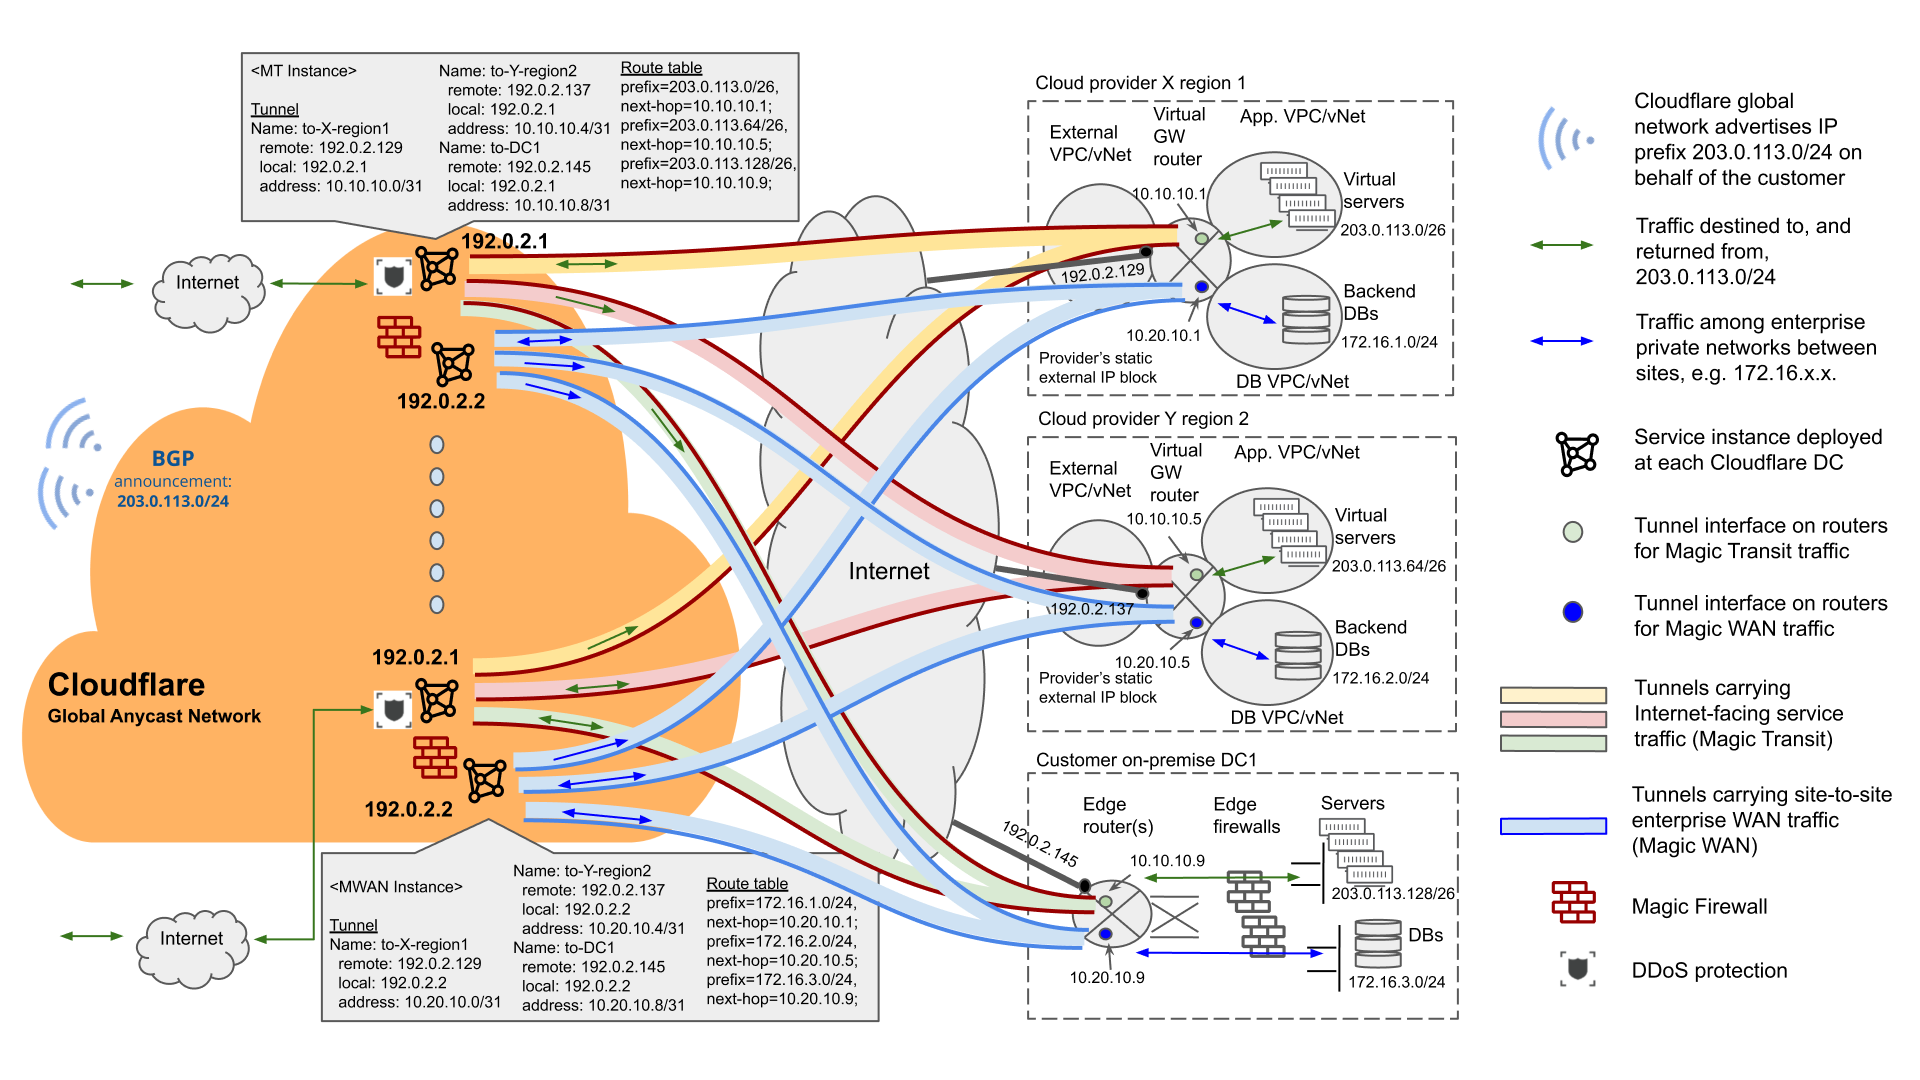 <MT Instance>
Tunnel
Name: to-X-region1
remote: 192.0.2.129
local: 192.0.2.1
address: 10.10.10.0/31
Name: to-Y-region2
remote: 192.0.2.137
local: 192.0.2.1
address: 10.10.10.4/31
Name: to-DC1
remote: 192.0.2.145
local: 192.0.2.1
address: 10.10.10.8/31
Route table
prefix=203.0.113.0/26,
next-hop=10.10.10.1;
prefix=203.0.113.64/26,
next-hop=10.10.10.5;
prefix=203.0.113.128/26,
next-hop=10.10.10.9;
192.0.2.1
Internet
192.0.2.2
BGP
announcement:
203.0.113.0/24
192.0.2.1
Cloudflare
Global Anycast Network
192.0.2.2
Internet
<MWAN Instance>
Tunnel
Name: to-X-region1
remote: 192.0.2.129
local: 192.0.2.2
address: 10.20.10.0/31
Name: to-Y-region2
remote: 192.0.2.137
local: 192.0.2.2
address: 10.20.10.4/31
Name: to-DC1
remote: 192.0.2.145
local: 192.0.2.2
address: 10.20.10.8/31
Route table
prefix=172.16.1.0/24,
next-hop=10.20.10.1;
prefix=172.16.2.0/24,
next-hop=10.20.10.5;
prefix=172.16.3.0/24,
next-hop=10.20.10.9;
Internet
Cloud provider X region 1
External
VPC/vNet
Virtual
GW
router
App. VPC/vNet
10.10.10.1
Virtual
servers
203.0.113.0/26
192.0.2.129
Backend
DBs
172.16.1.0/24
10.20.10.1
Provider's static
external IP block
DB VPC/vNet
Cloud provider Y region 2
External
VPC/vNet
Virtual
GW
router
App. VPC/vNet
10.10.10.5
Virtual
servers
203.0.113.64/26
192.0.2.137
Backend
DBs
172.16.2.0/24
10.20.10.5
Provider's static
external IP block
DB VPC/vNet
Customer on-premise DC1
Edge
router(s)
Edge
firewalls
Servers
192.0.2.145
10.10.10.9
203.0.113.128/26
DBs
10.20.10.9
172.16.3.0/24
Cloudflare global
network advertises IP
prefix 203.0.113.0/24 on
behalf of the customer
Traffic destined to, and
returned from,
203.0.113.0/24
Traffic among enterprise
private networks between
sites, e.g. 172.16.x.x.
Service instance deployed
at each Cloudflare DC
Tunnel interface on routers
for Magic Transit traffic
Tunnel interface on routers
for Magic WAN traffic
Tunnels carrying
Internet-facing service
traffic (Magic Transit)
Tunnels carrying site-to-site
enterprise WAN traffic
(Magic WAN)
Magic Firewall
DDoS protection